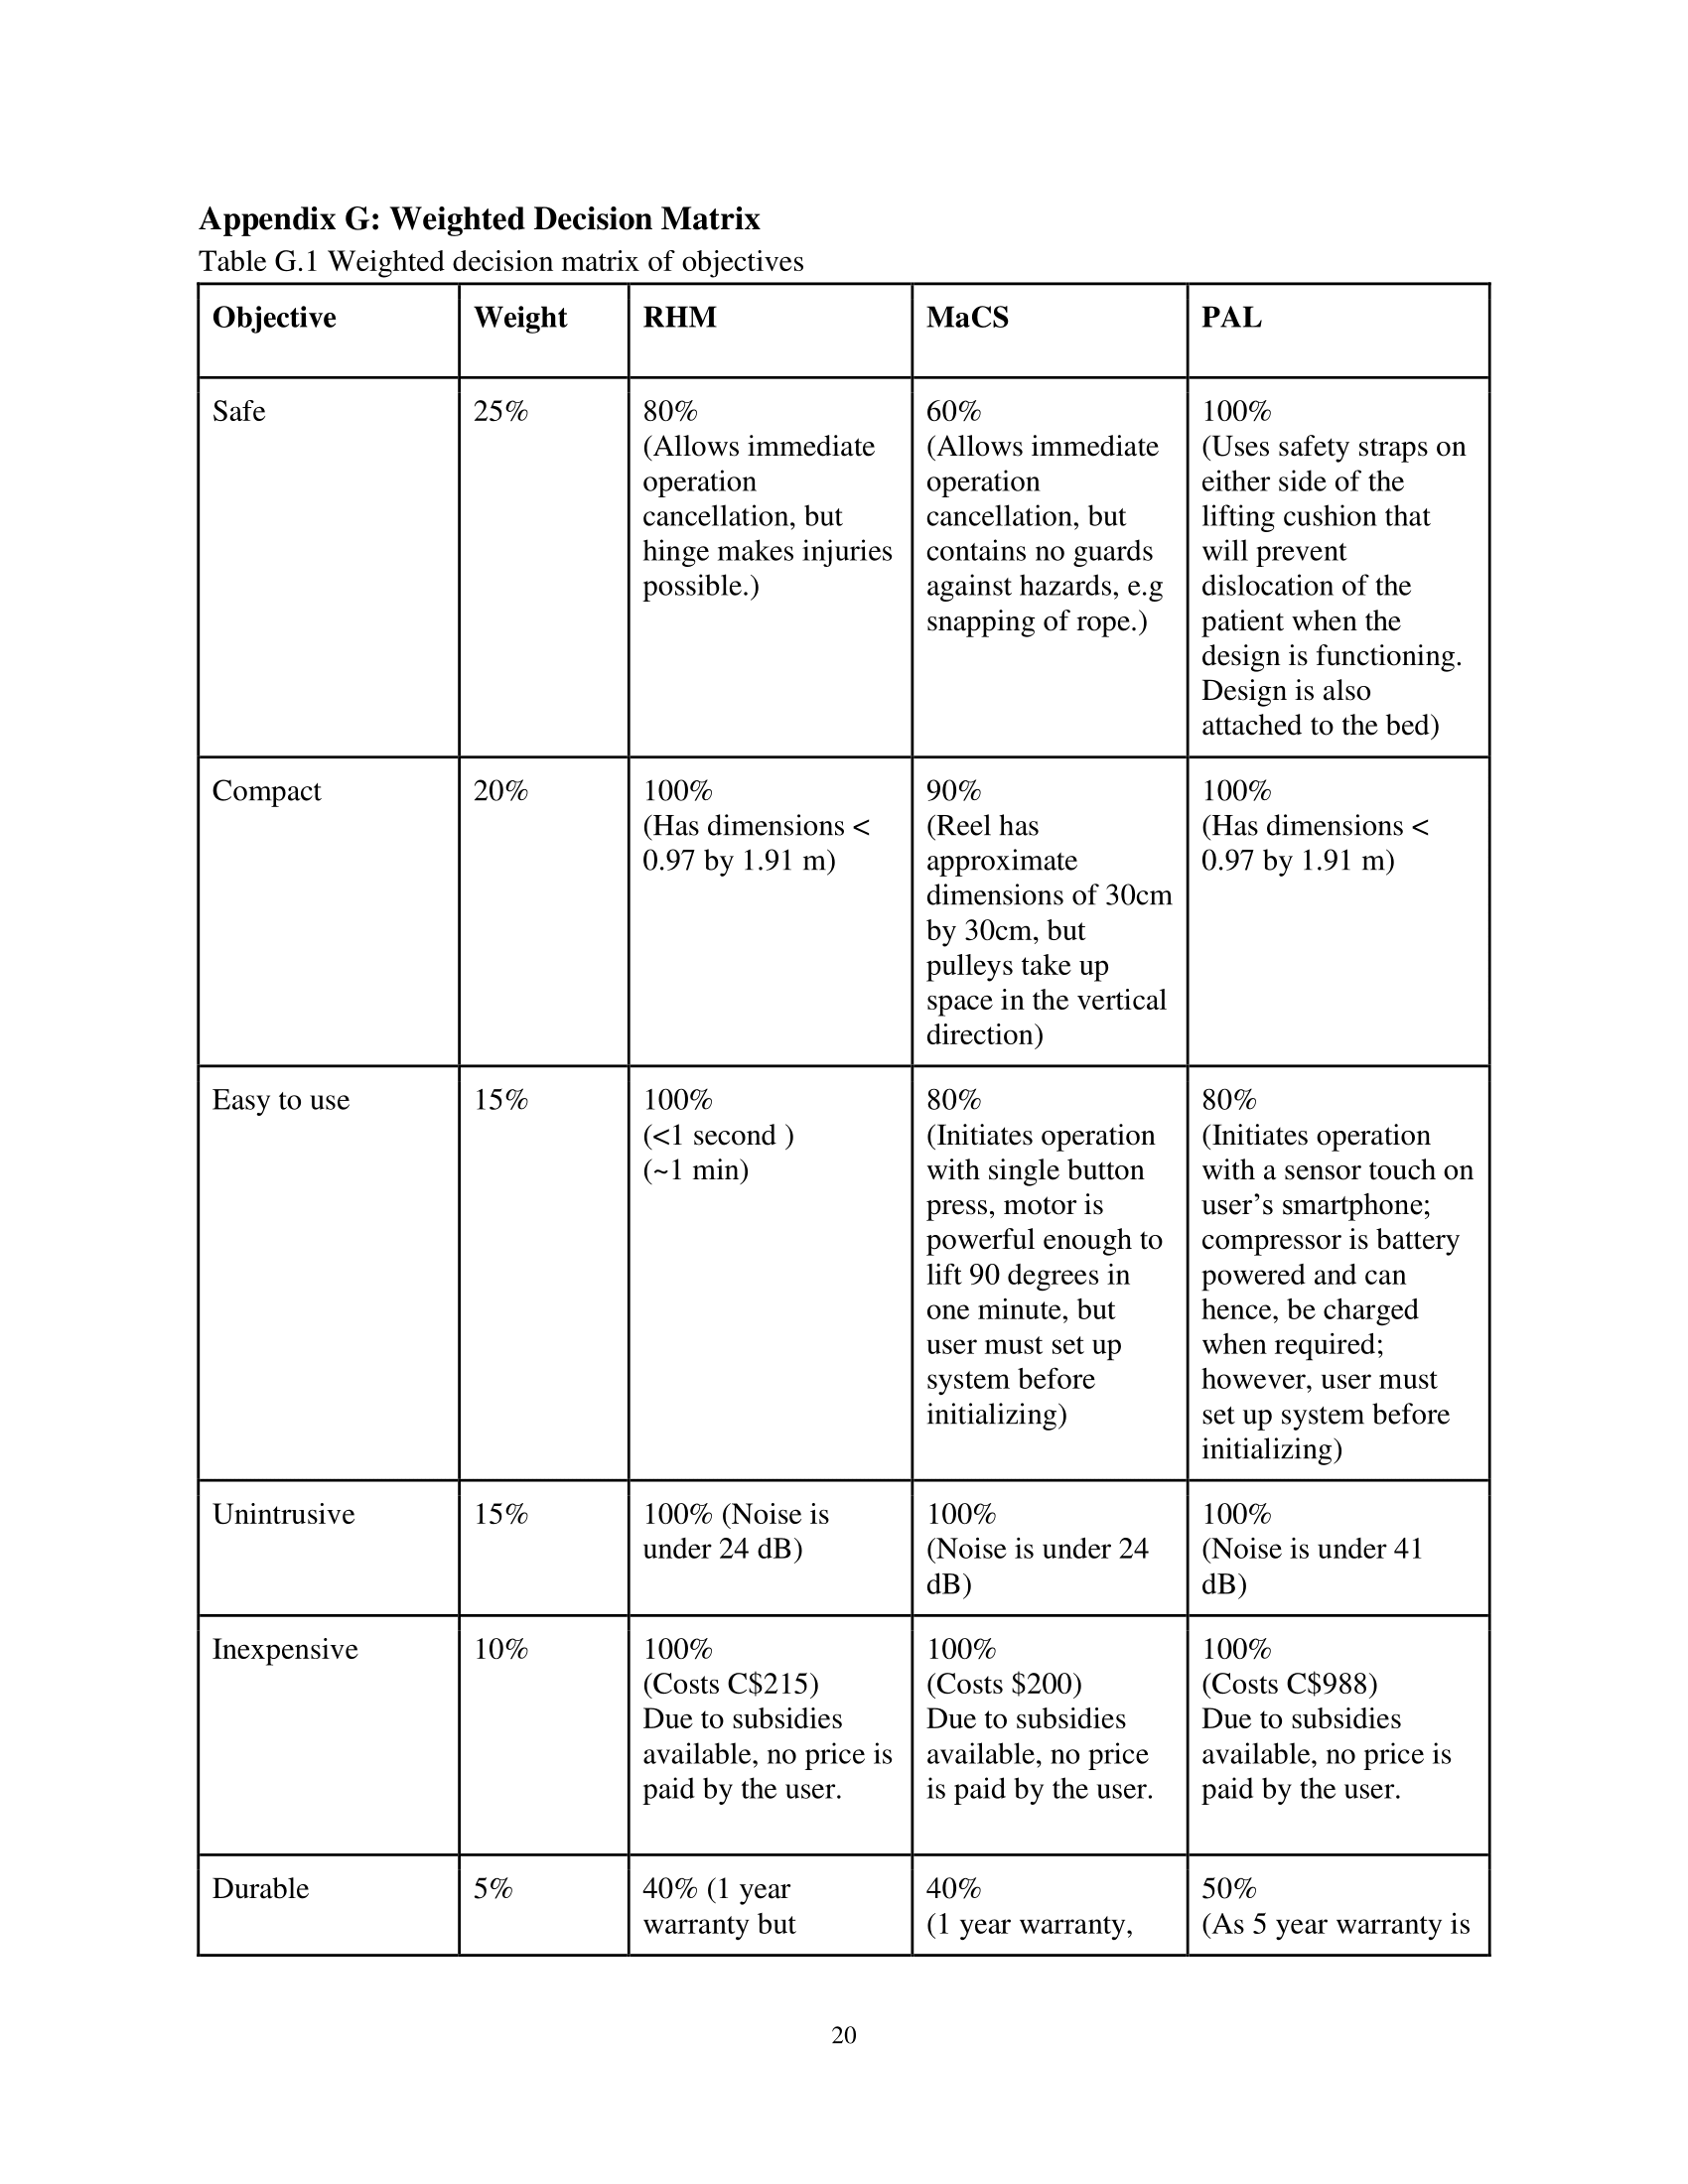 Appendix G: Weighted Decision Matrix
Table G.1 Weighted decision matrix of objectives
Objective
Weight
RHM
MaCS
PAL
Safe
25%
80%
(Allows immediate
operation
cancellation, but
hinge makes injuries
possible.)
60%
(Allows immediate
operation
cancellation, but
contains no guards
against hazards, e.g
snapping of rope.)
100%
(Uses safety straps on
either side of the
lifting cushion that
will prevent
dislocation of the
patient when the
design is functioning.
Design is also
attached to the bed)
Compact
20%
100%
(Has dimensions <
0.97 by 1.91 m)
90%
(Reel has
approximate
dimensions of 30cm
by 30cm, but
pulleys take up
space in the vertical
direction)
100%
(Has dimensions <
0.97 by 1.91 m)
Easy to use
15%
100%
(<1 second )
(~1 min)
80%
(Initiates operation
with single button
press, motor is
powerful enough to
lift 90 degrees in
one minute, but
user must set up
system before
initializing)
80%
(Initiates operation
with a sensor touch on
user’s smartphone;
compressor is battery
powered and can
hence, be charged
when required;
however, user must
set up system before
initializing)
Unintrusive
15%
100% (Noise is
under 24 dB)
100%
(Noise is under 24
dB)
100%
(Noise is under 41
dB)
Inexpensive
10%
100%
(Costs C$215)
Due to subsidies
available, no price is
paid by the user.
100%
(Costs $200)
Due to subsidies
available, no price
is paid by the user.
100%
(Costs C$988)
Due to subsidies
available, no price is
paid by the user.
Durable
5%
40% (1 year
warranty but
40%
(1 year warranty,
50%
(As 5 year warranty is
20